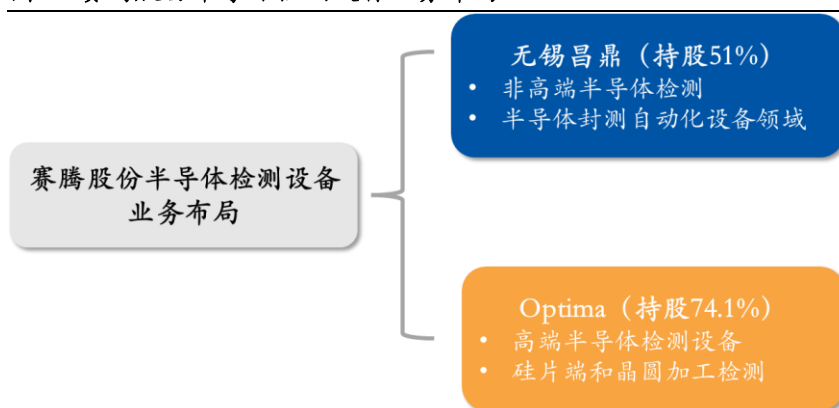 赛腾股份半导体检测设备
业务布局
无锡昌鼎（持股51%）
• 非高端半导体检测
• 半导体封测自动化设备领域
Optima（持股74.1%）
• 高端半导体检测设备
• 硅片端和晶圆加工检测